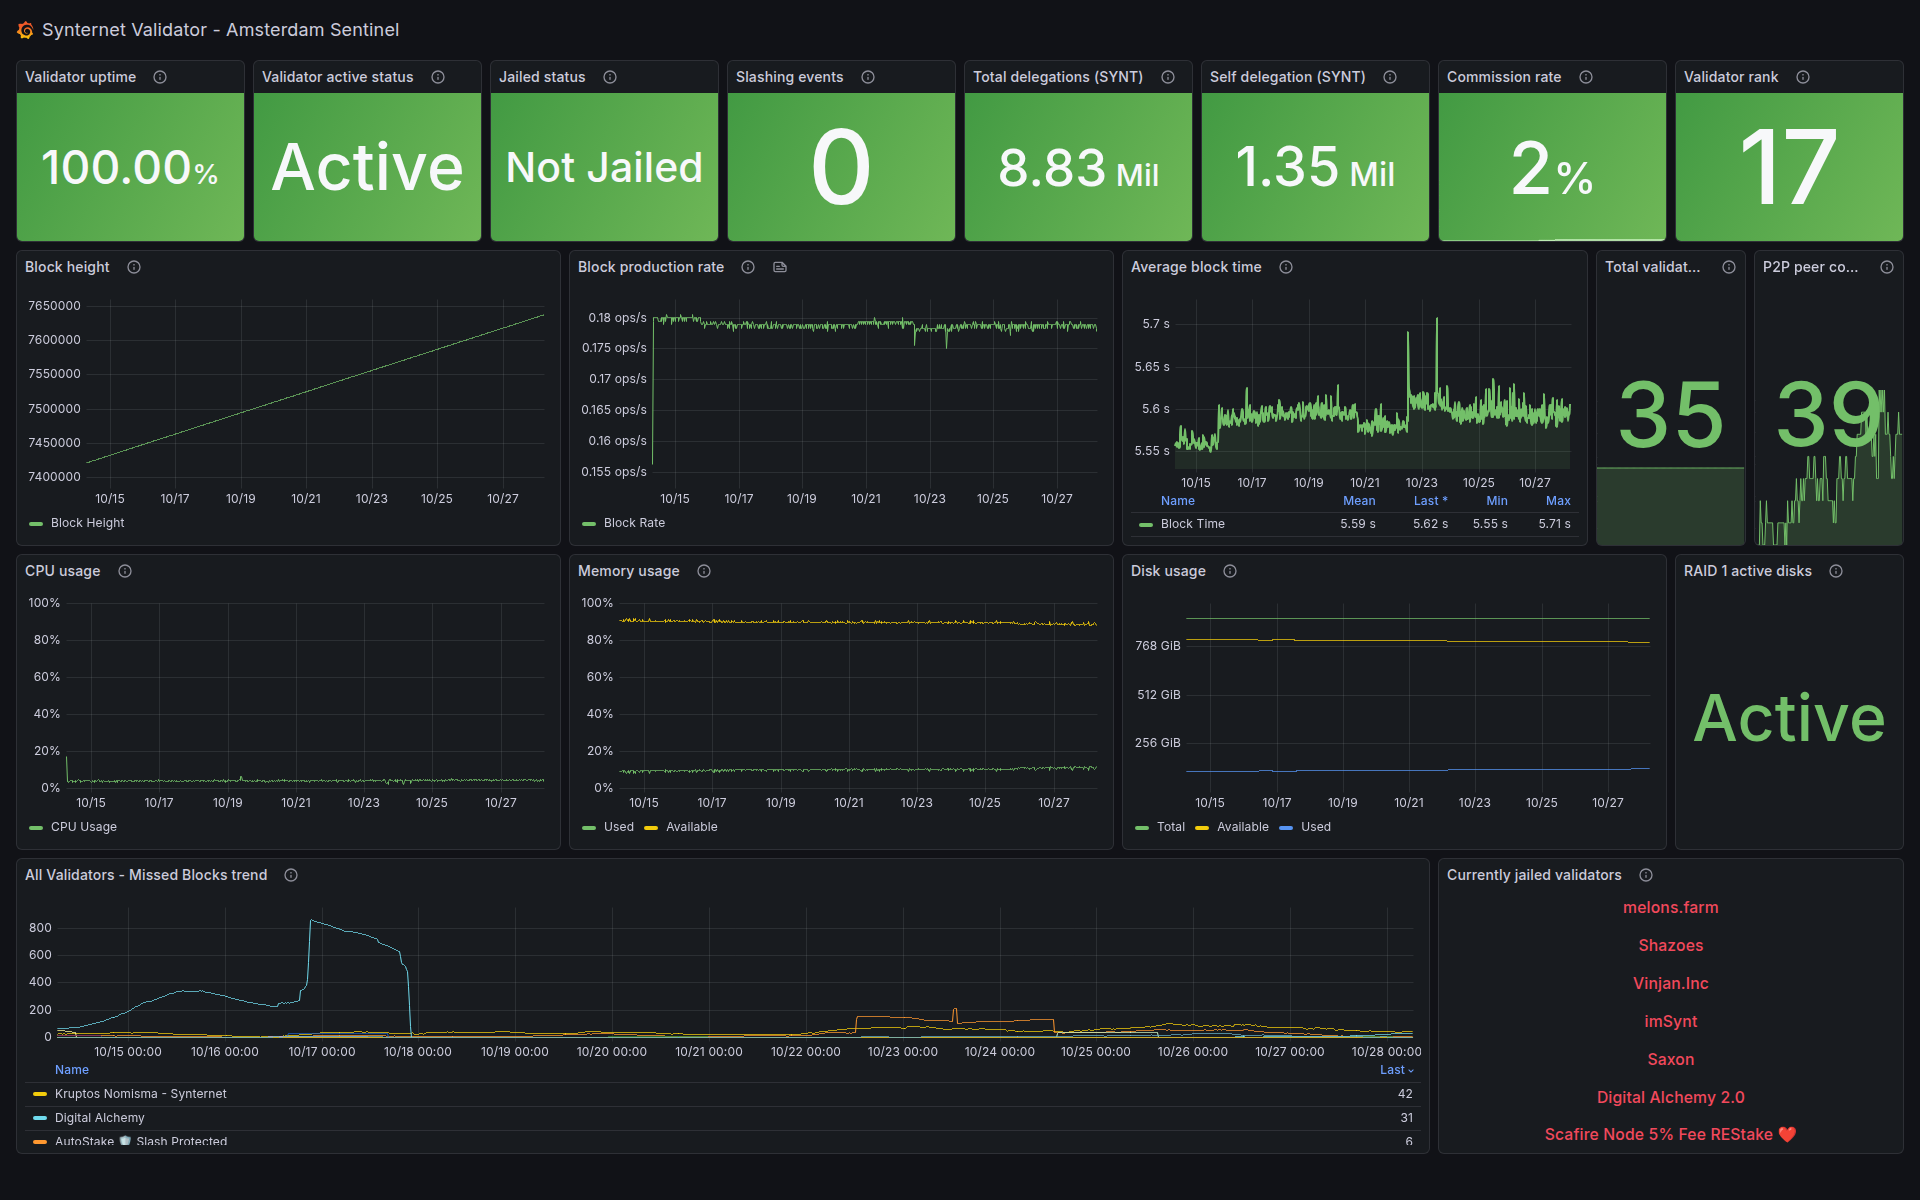 Synternet Validator - Amsterdam Sentinel
Validator uptime
100.00%
Validator active status
Active
Jailed status
Not Jailed
Slashing events
0
Total delegations (SYNT)
8.83 Mil
Self delegation (SYNT)
1.35 Mil
Commission rate
2%
Validator rank
17
Block height
7650000
7600000
7550000
7500000
7450000
7400000
10/15 10/17 10/19 10/21 10/23 10/25 10/27
Block Height
Block production rate
0.18 ops/s
0.175 ops/s
0.17 ops/s
0.165 ops/s
0.16 ops/s
0.155 ops/s
10/15 10/17 10/19 10/21 10/23 10/25 10/27
Block Rate
Average block time
5.7 s
5.65 s
5.6 s
5.55 s
10/15 10/17 10/19 10/21 10/23 10/25 10/27
Name Mean Last * Min Max
Block Time 5.59 s 5.62 s 5.55 s 5.71 s
Total validat...
35
P2P peer co...
39
CPU usage
100%
80%
60%
40%
20%
0%
10/15 10/17 10/19 10/21 10/23 10/25 10/27
CPU Usage
Memory usage
100%
80%
60%
40%
20%
0%
10/15 10/17 10/19 10/21 10/23 10/25 10/27
Used Available
Disk usage
768 GiB
512 GiB
256 GiB
10/15 10/17 10/19 10/21 10/23 10/25 10/27
Total Available Used
RAID 1 active disks
Active
All Validators - Missed Blocks trend
800
600
400
200
0
10/15 00:00 10/16 00:00 10/17 00:00 10/18 00:00 10/19 00:00 10/20 00:00 10/21 00:00 10/22 00:00 10/23 00:00 10/24 00:00 10/25 00:00 10/26 00:00 10/27 00:00 10/28 00:00
Name Last
Kruptos Nomisma - Synternet 42
Digital Alchemy 31
AutoStake 🛡️ Slash Protected 6
Currently jailed validators
melons.farm
Shazoes
Vinjan.Inc
imSynt
Saxon
Digital Alchemy 2.0
Scafire Node 5% Fee REStake ❤️